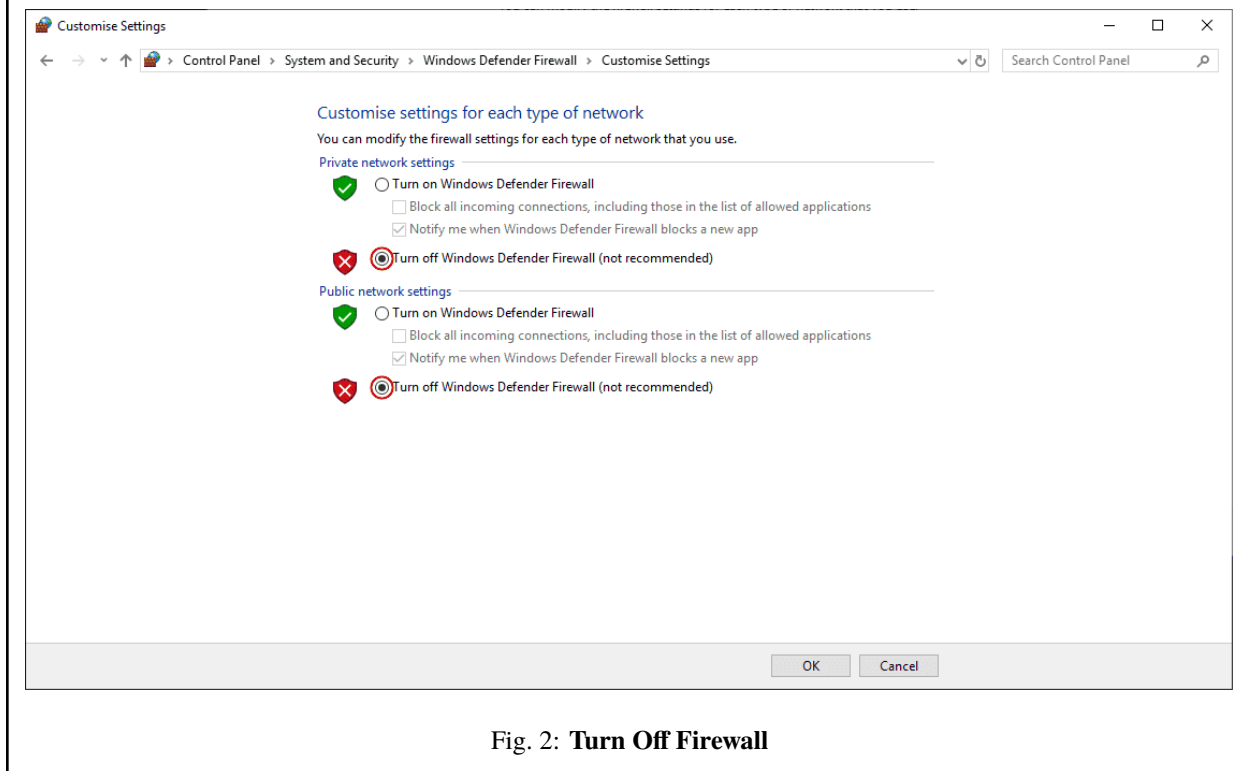 Customise Settings
Control Panel > System and Security > Windows Defender Firewall > Customise Settings
Search Control Panel
Customise settings for each type of network
You can modify the firewall settings for each type of network that you use.
Private network settings
Turn on Windows Defender Firewall
Block all incoming connections, including those in the list of allowed applications
Notify me when Windows Defender Firewall blocks a new app
Turn off Windows Defender Firewall (not recommended)
Public network settings
Turn on Windows Defender Firewall
Block all incoming connections, including those in the list of allowed applications
Notify me when Windows Defender Firewall blocks a new app
Turn off Windows Defender Firewall (not recommended)
OK
Cancel
Fig. 2: Turn Off Firewall